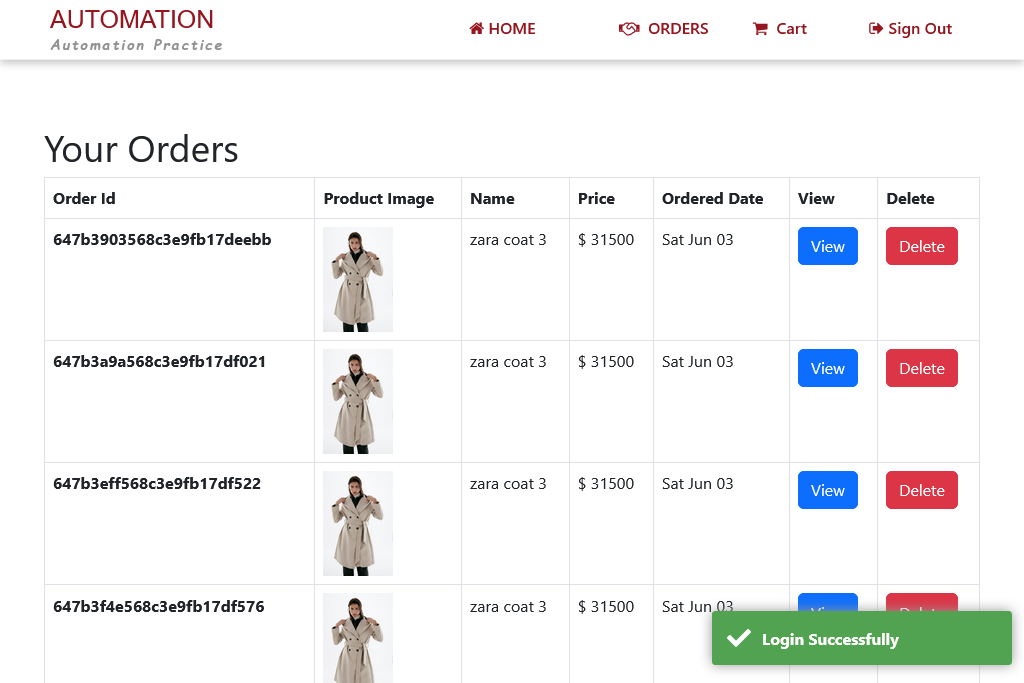 AUTOMATION
Automation Practice
HOME ORDERS Cart Sign Out
Your Orders
Order Id Product Image Name Price Ordered Date View Delete
647b3903568c3e9fb17deebb zara coat 3 $ 31500 Sat Jun 03 View Delete
647b3a9a568c3e9fb17df021 zara coat 3 $ 31500 Sat Jun 03 View Delete
647b3eff568c3e9fb17df522 zara coat 3 $ 31500 Sat Jun 03 View Delete
647b3f4e568c3e9fb17df576 zara coat 3 $ 31500 Sat Jun 03 View Delete
Login Successfully